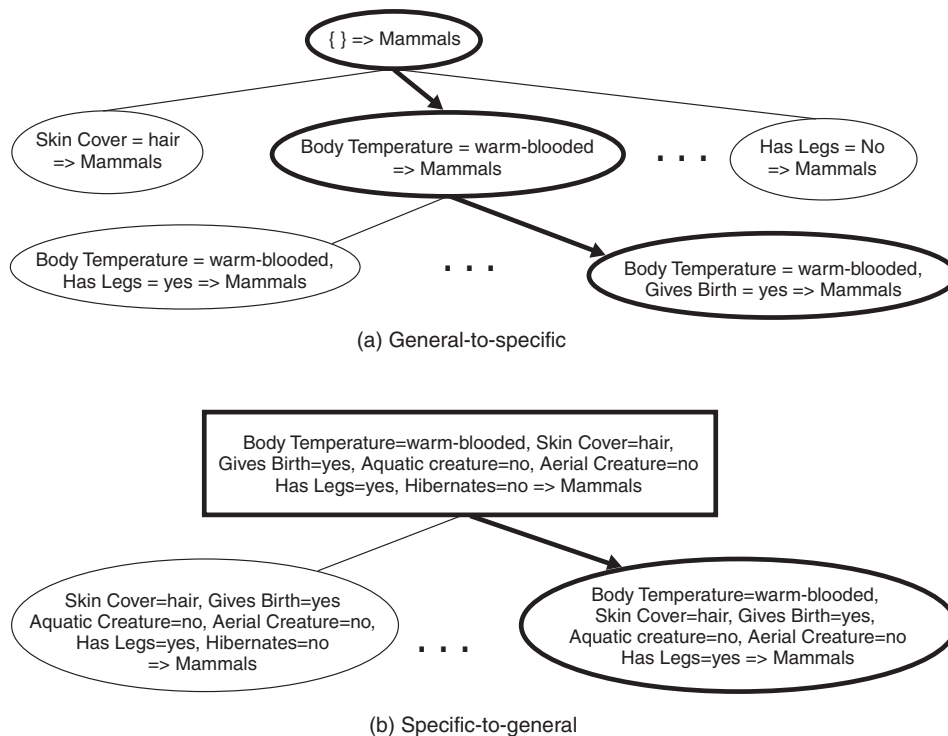 { } => Mammals
Skin Cover = hair
=> Mammals
Body Temperature = warm-blooded
=> Mammals
. . .
Has Legs = No
=> Mammals
Body Temperature = warm-blooded,
Has Legs = yes => Mammals
. . .
Body Temperature = warm-blooded,
Gives Birth = yes => Mammals
(a) General-to-specific
Body Temperature=warm-blooded, Skin Cover=hair,
Gives Birth=yes, Aquatic creature=no, Aerial Creature=no
Has Legs=yes, Hibernates=no => Mammals
Skin Cover=hair, Gives Birth=yes
Aquatic Creature=no, Aerial Creature=no,
Has Legs=yes, Hibernates=no
=> Mammals
. . .
Body Temperature=warm-blooded,
Skin Cover=hair, Gives Birth=yes,
Aquatic creature=no, Aerial Creature=no
Has Legs=yes => Mammals
(b) Specific-to-general